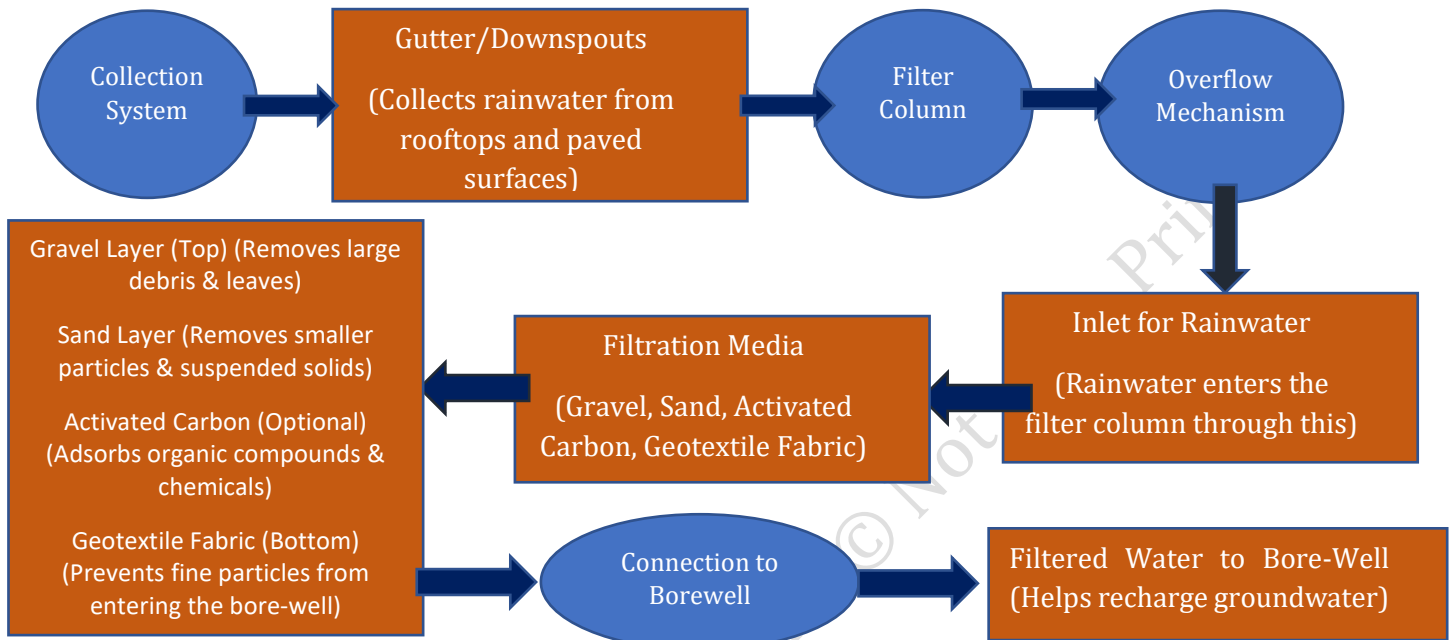 Collection
System
Gutter/Downspouts
(Collects rainwater from
rooftops and paved
surfaces)
Filter
Column
Overflow
Mechanism
Inlet for Rainwater
(Rainwater enters the
filter column through this)
Filtration Media
(Gravel, Sand, Activated
Carbon, Geotextile Fabric)
Gravel Layer (Top) (Removes large
debris & leaves)
Sand Layer (Removes smaller
particles & suspended solids)
Activated Carbon (Optional)
(Adsorbs organic compounds &
chemicals)
Geotextile Fabric (Bottom)
(Prevents fine particles from
entering the bore-well)
Connection to
Borewell
Filtered Water to Bore-Well
(Helps recharge groundwater)
© Not